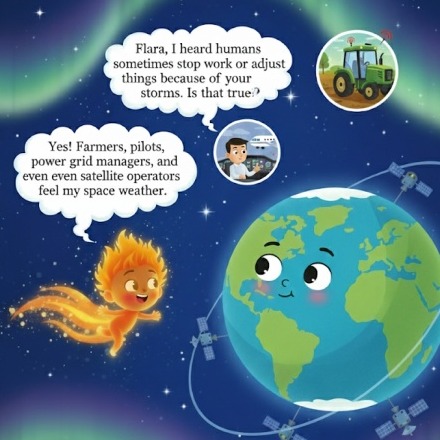 Flara, I heard humans
sometimes stop work or adjust
things because of your
storms. Is that true?
Yes! Farmers, pilots,
power grid managers, and
even even satellite operators
feel my space weather.